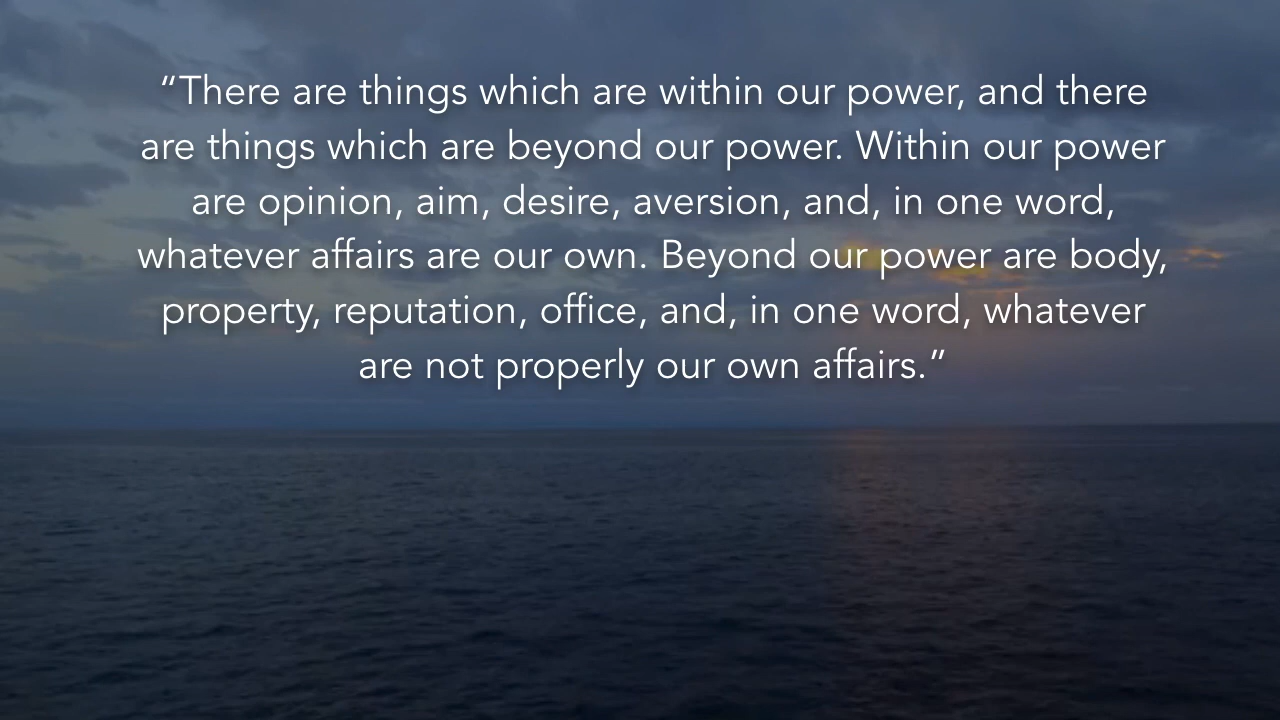 “There are things which are within our power, and there
are things which are beyond our power. Within our power
are opinion, aim, desire, aversion, and, in one word,
whatever affairs are our own. Beyond our power are body,
property, reputation, office, and, in one word, whatever
are not properly our own affairs.”